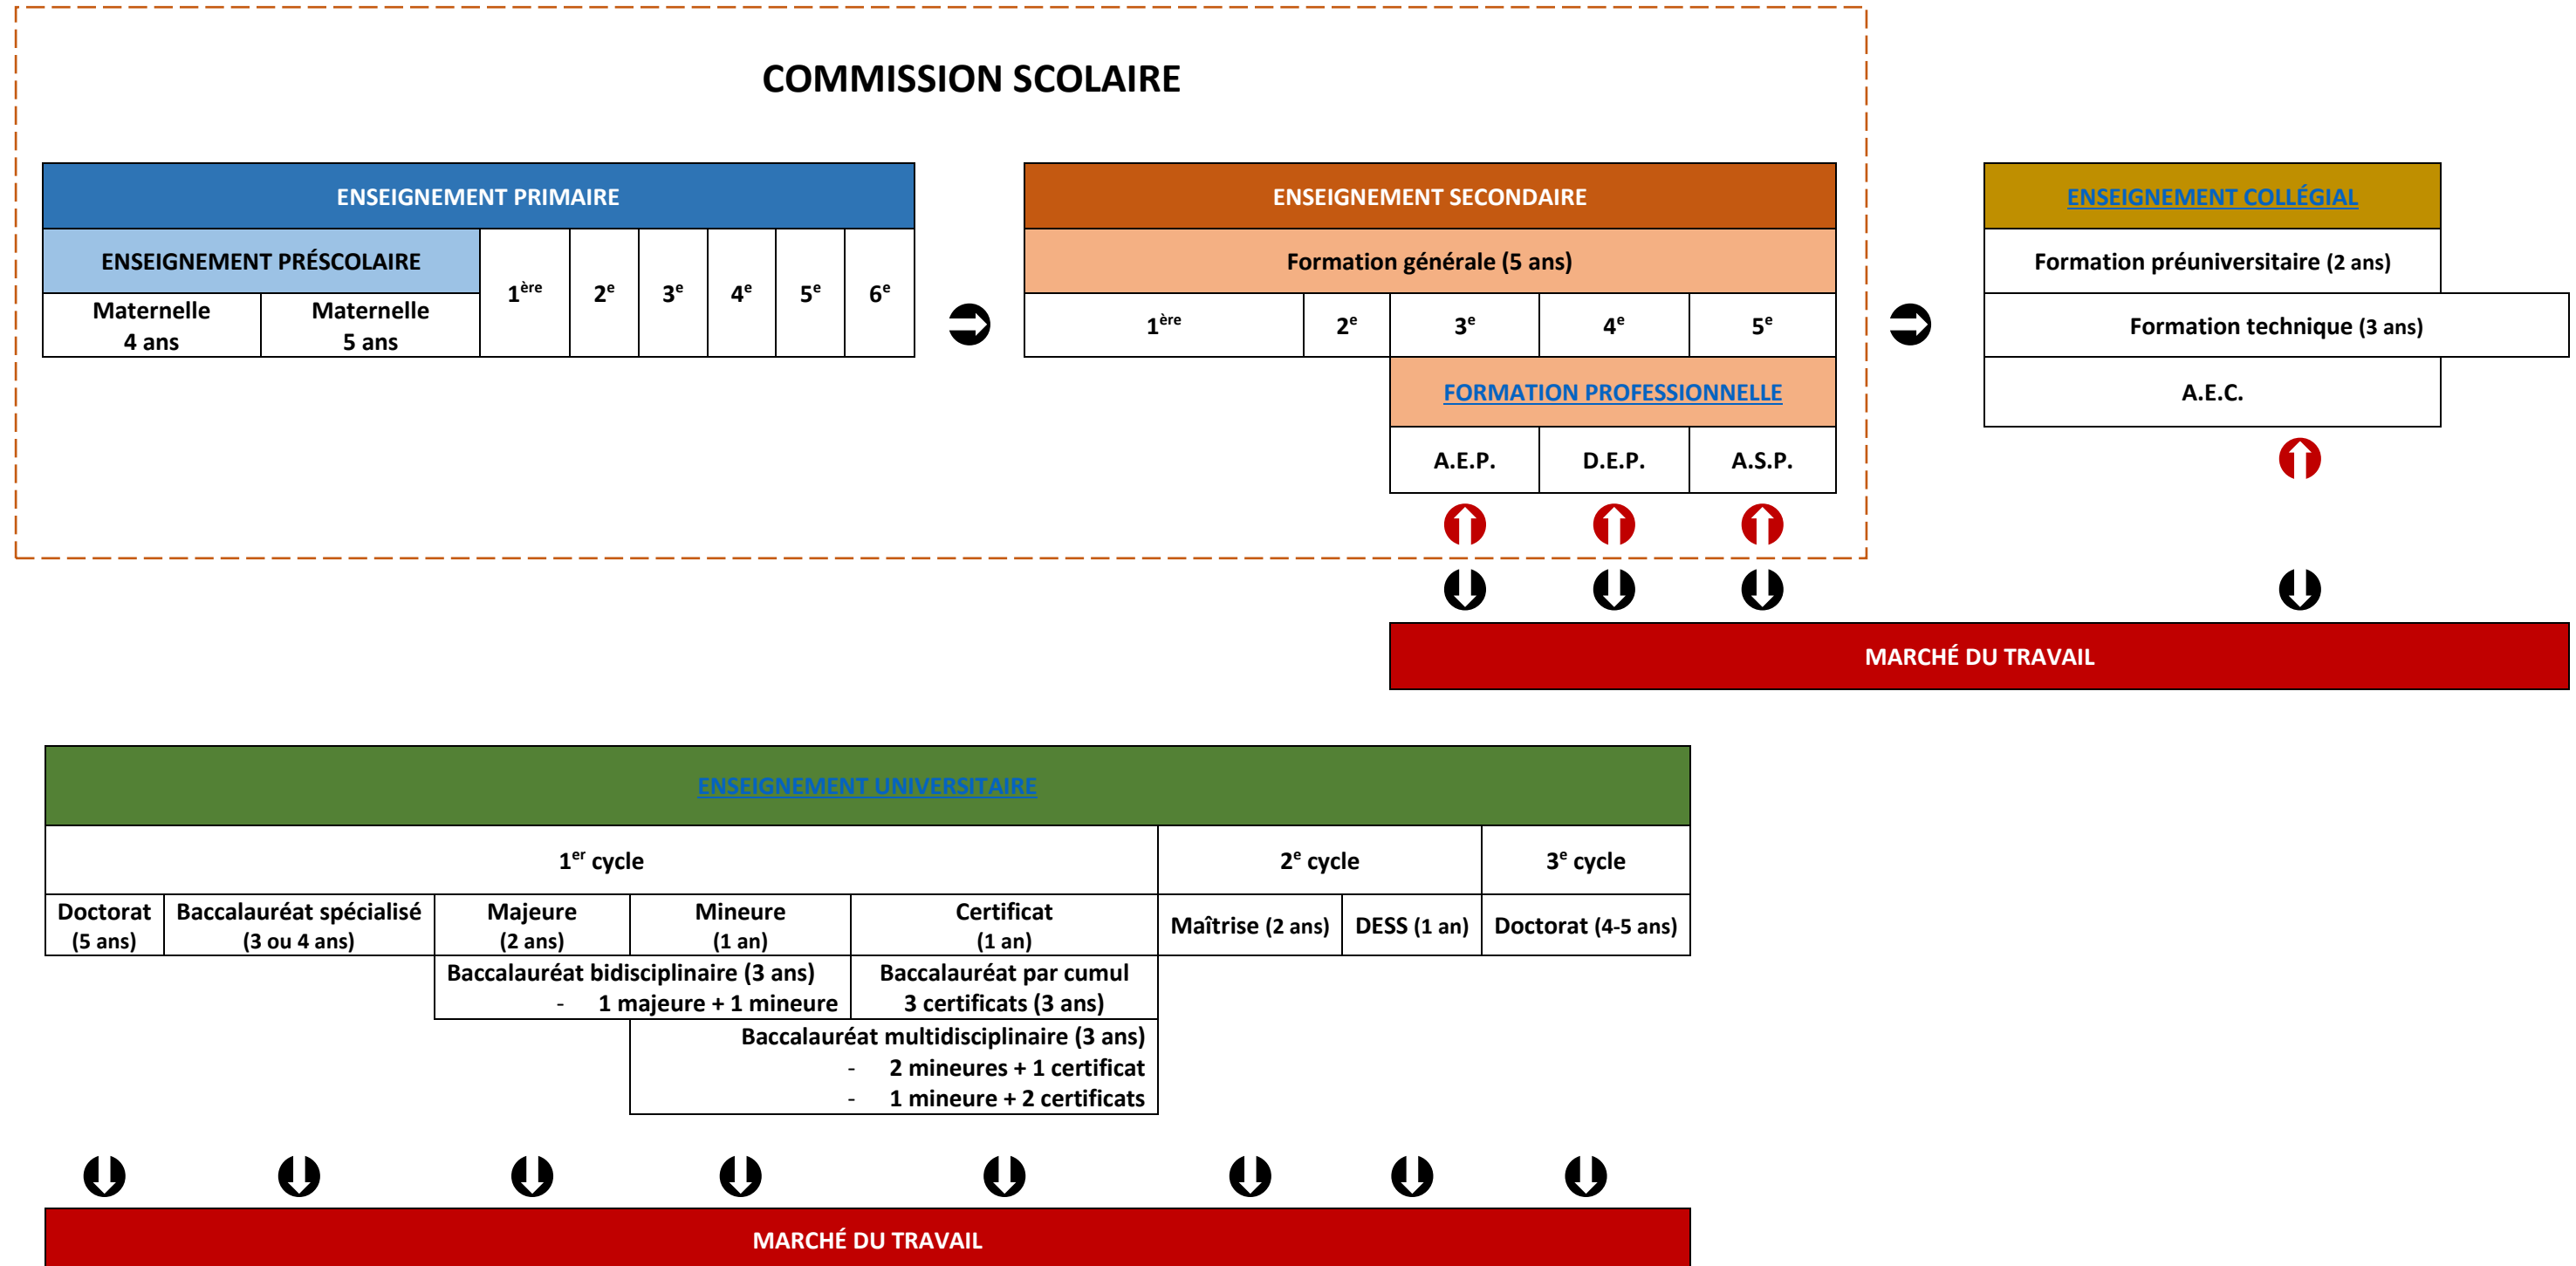 COMMISSION SCOLAIRE
ENSEIGNEMENT PRIMAIRE
ENSEIGNEMENT PRÉSCOLAIRE
Maternelle
4 ans
Maternelle
5 ans
1ère
2e
3e
4e
5e
6e
ENSEIGNEMENT SECONDAIRE
Formation générale (5 ans)
1ère
2e
3e
4e
5e
FORMATION PROFESSIONNELLE
A.E.P.
D.E.P.
A.S.P.
ENSEIGNEMENT COLLÉGIAL
Formation préuniversitaire (2 ans)
Formation technique (3 ans)
A.E.C.
MARCHÉ DU TRAVAIL
ENSEIGNEMENT UNIVERSITAIRE
1er cycle
2e cycle
3e cycle
Doctorat
(5 ans)
Baccalauréat spécialisé
(3 ou 4 ans)
Majeure
(2 ans)
Mineure
(1 an)
Certificat
(1 an)
Maîtrise (2 ans)
DESS (1 an)
Doctorat (4-5 ans)
Baccalauréat bidisciplinaire (3 ans)
- 1 majeure + 1 mineure
Baccalauréat par cumul
3 certificats (3 ans)
Baccalauréat multidisciplinaire (3 ans)
- 2 mineures + 1 certificat
- 1 mineure + 2 certificats
MARCHÉ DU TRAVAIL